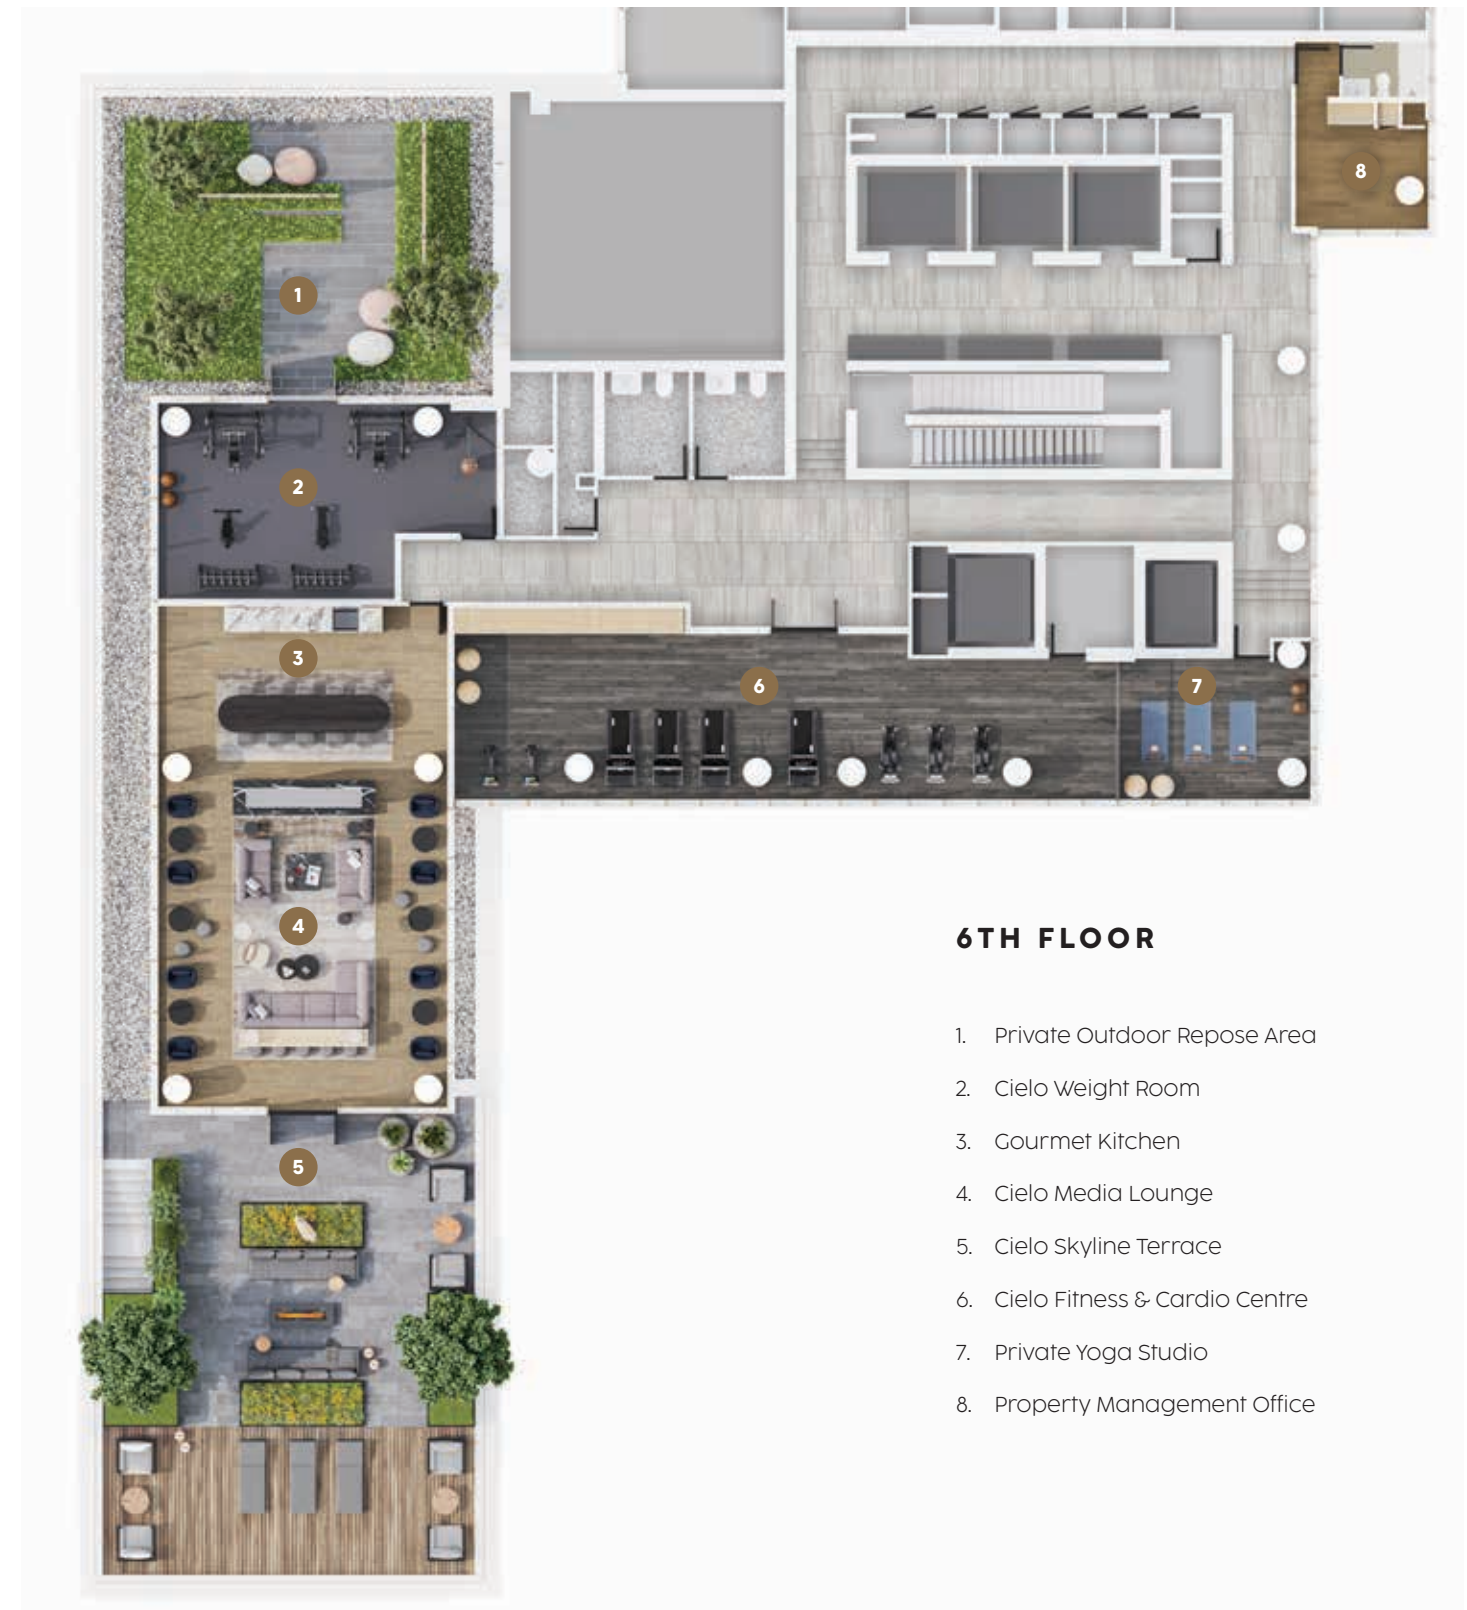 1
2
3
4
5
6
7
8
6TH FLOOR
1. Private Outdoor Repose Area
2. Cielo Weight Room
3. Gourmet Kitchen
4. Cielo Media Lounge
5. Cielo Skyline Terrace
6. Cielo Fitness & Cardio Centre
7. Private Yoga Studio
8. Property Management Office